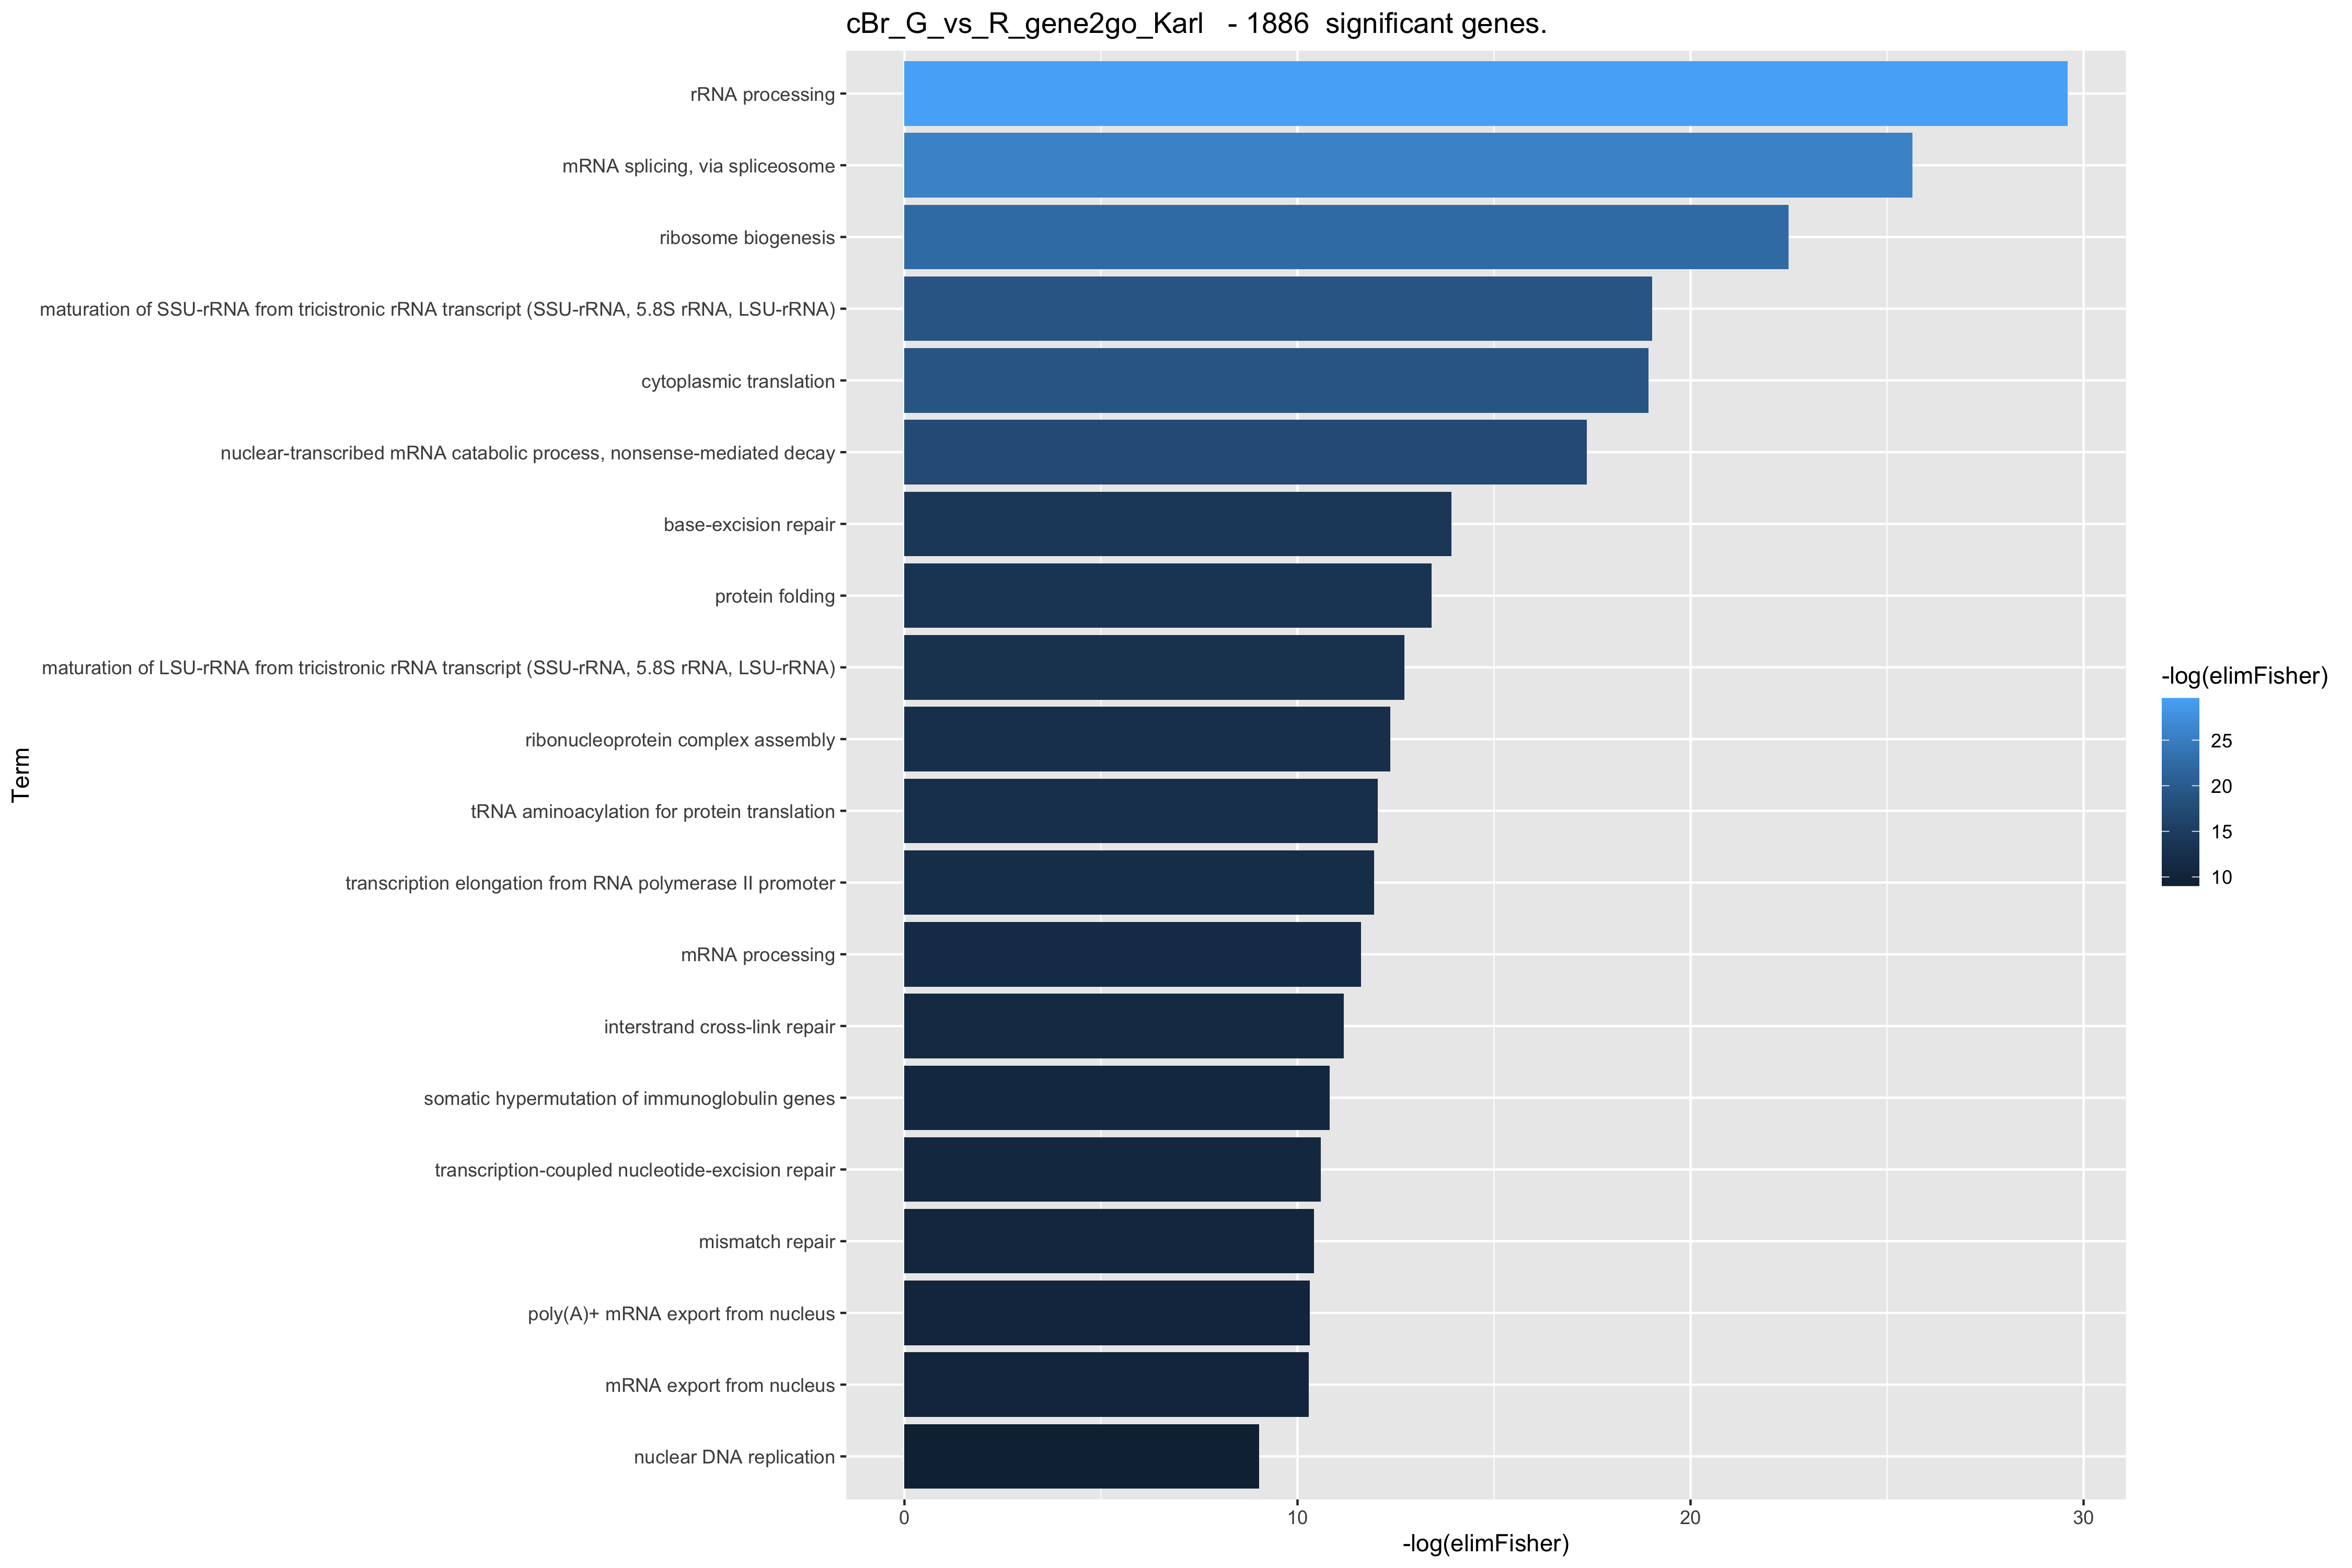 cBr_G_vs_R_gene2go_Karl   - 1886  significant genes.
rRNA processing
mRNA splicing, via spliceosome
ribosome biogenesis
maturation of SSU-rRNA from tricistronic rRNA transcript (SSU-rRNA, 5.8S rRNA, LSU-rRNA)
cytoplasmic translation
nuclear-transcribed mRNA catabolic process, nonsense-mediated decay
base-excision repair
protein folding
maturation of LSU-rRNA from tricistronic rRNA transcript (SSU-rRNA, 5.8S rRNA, LSU-rRNA)
ribonucleoprotein complex assembly
tRNA aminoacylation for protein translation
transcription elongation from RNA polymerase II promoter
mRNA processing
interstrand cross-link repair
somatic hypermutation of immunoglobulin genes
transcription-coupled nucleotide-excision repair
mismatch repair
poly(A)+ mRNA export from nucleus
mRNA export from nucleus
nuclear DNA replication
Term
0 10 20 30
-log(elimFisher)
-log(elimFisher)
25
20
15
10